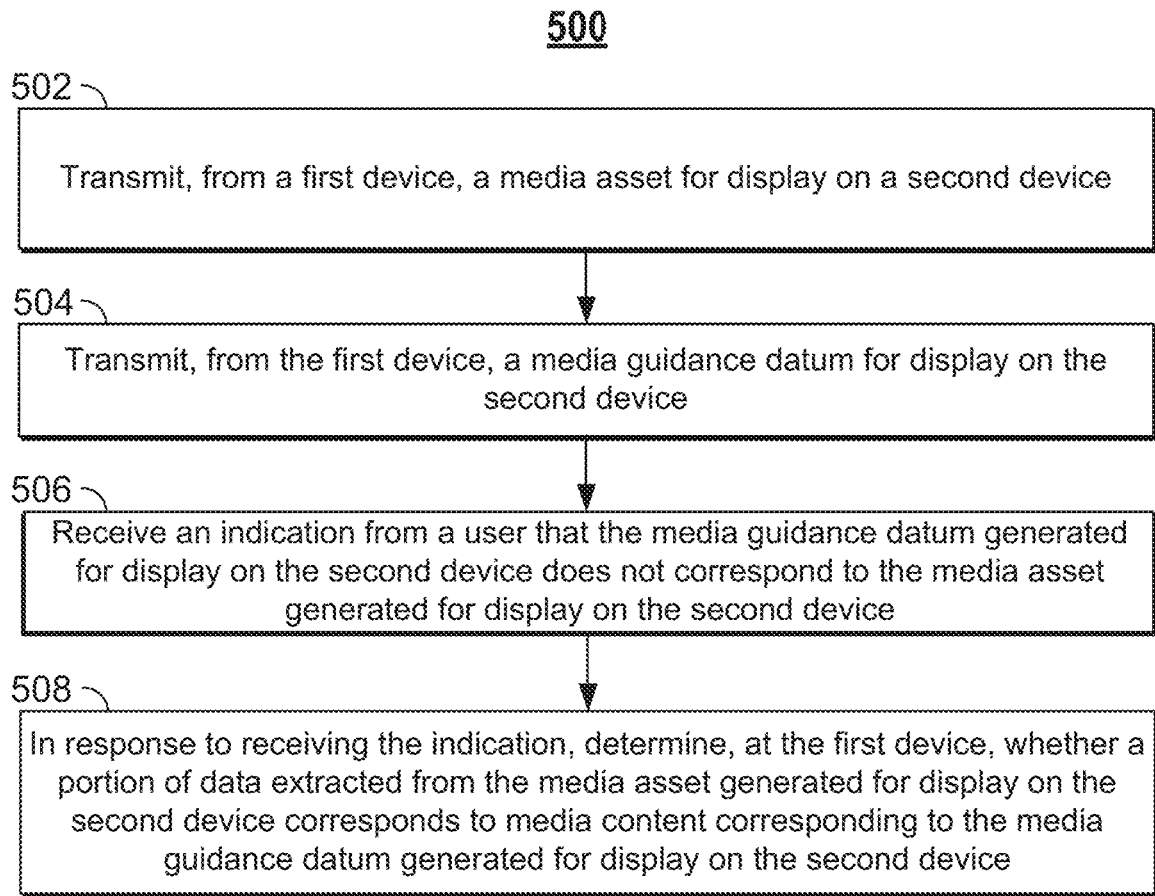 500
502
Transmit, from a first device, a media asset for display on a second device
504
Transmit, from the first device, a media guidance datum for display on the
second device
506
Receive an indication from a user that the media guidance datum generated
for display on the second device does not correspond to the media asset
generated for display on the second device
508
In response to receiving the indication, determine, at the first device, whether a
portion of data extracted from the media asset generated for display on the
second device corresponds to media content corresponding to the media
guidance datum generated for display on the second device